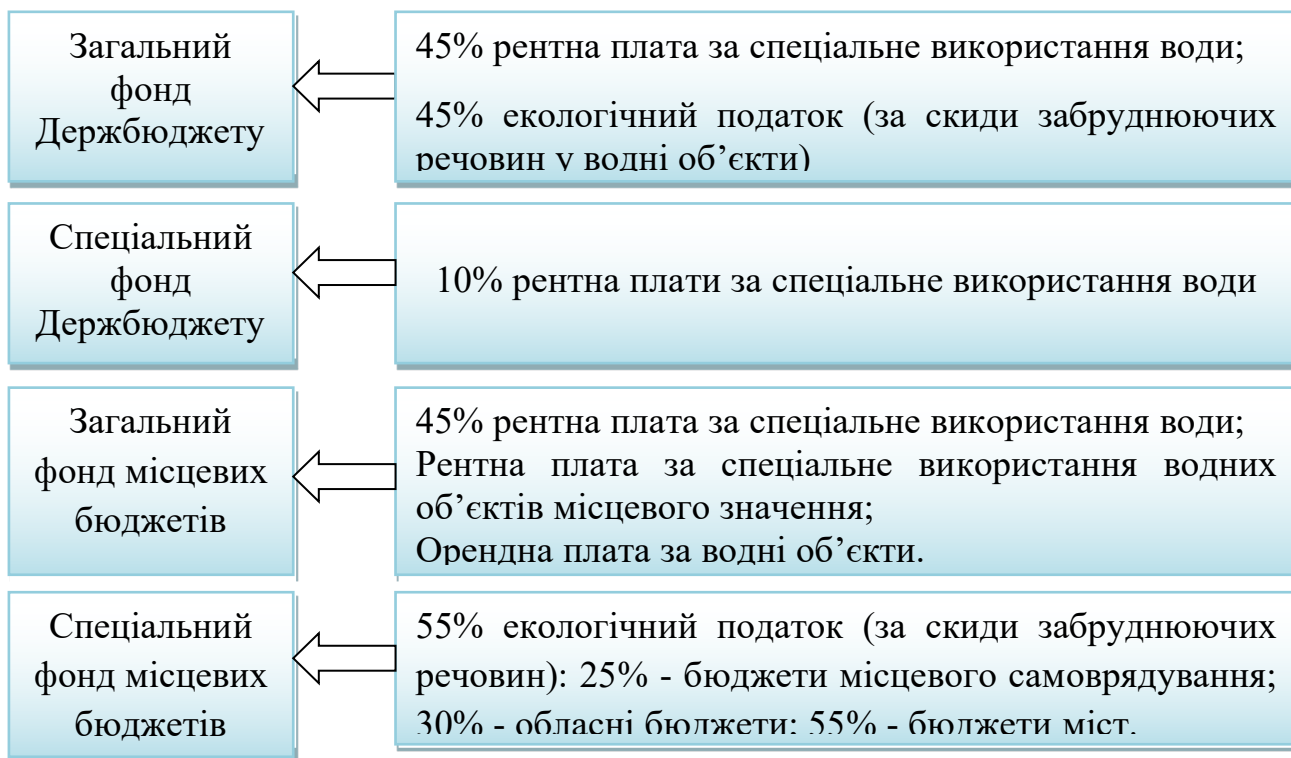 Загальний
фонд
Держбюджету
45% рентна плата за спеціальне використання води;
45% екологічний податок (за скиди забруднюючих
речовин у водні об’єкти)
Спеціальний
фонд
Держбюджету
10% рентна плати за спеціальне використання води
Загальний
фонд місцевих
бюджетів
45% рентна плата за спеціальне використання води;
Рентна плата за спеціальне використання водних
об’єктів місцевого значення;
Орендна плата за водні об’єкти.
Спеціальний
фонд місцевих
бюджетів
55% екологічний податок (за скиди забруднюючих
речовин): 25% - бюджети місцевого самоврядування;
30% - обласні бюджети; 55% - бюджети міст.